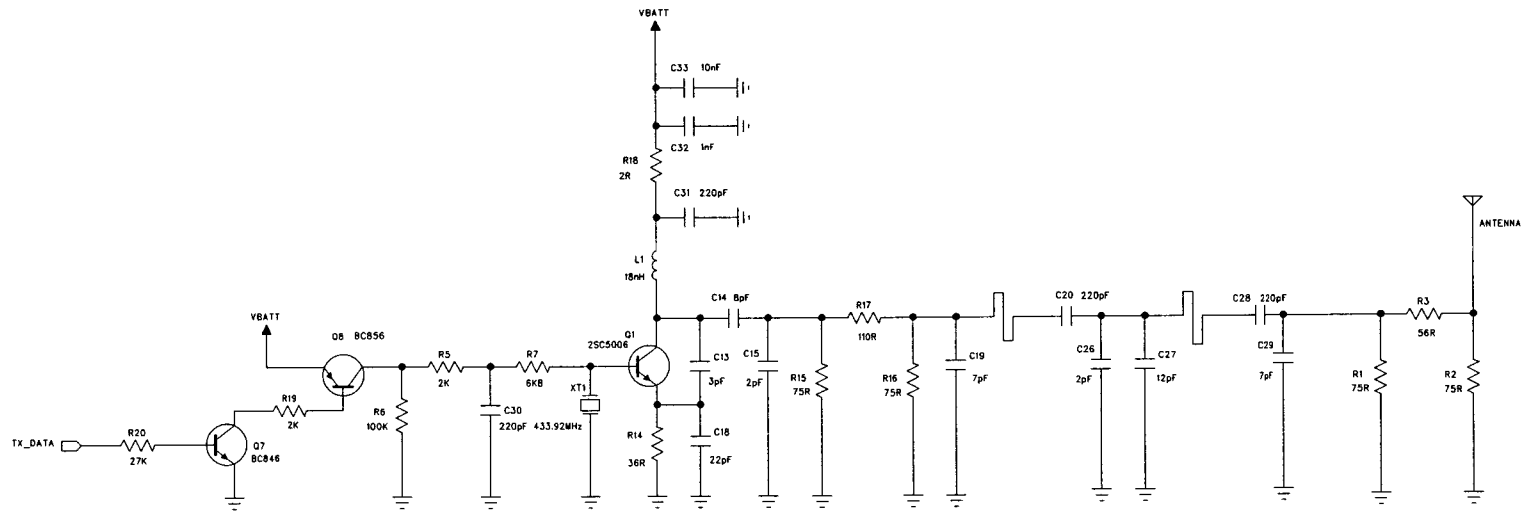 VBATT
C33 10nF
C32 1nF
R18
2R
C31 220pF
L1
18nH
ANTENNA
VBATT
Q8 BC856
R5
2K
R7
6K8
Q1
2SC5006
C14 8pF
R17
110R
C20 220pF
C28 220pF
R3
56R
C13
3pF
C15
2pF
R15
75R
R16
75R
C19
7pF
C26
2pF
C27
12pF
C29
7pF
R1
75R
R2
75R
R19
2K
R6
100K
C30
220pF
XT1
433.92MHz
R14
36R
C18
22pF
TX_DATA
R20
27K
Q7
BC846